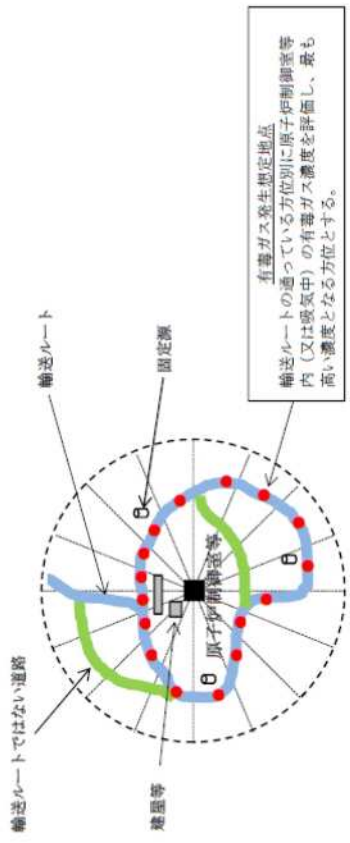 輸送ルートではない道路
輸送ルート
固定源
建屋等
原子炉制御室等
有毒ガス発生想定地点
輸送ルートの通っている方位別に原子炉制御室等
内（又は吸気中）の有毒ガス濃度を評価し、最も
高い濃度となる方位とする。